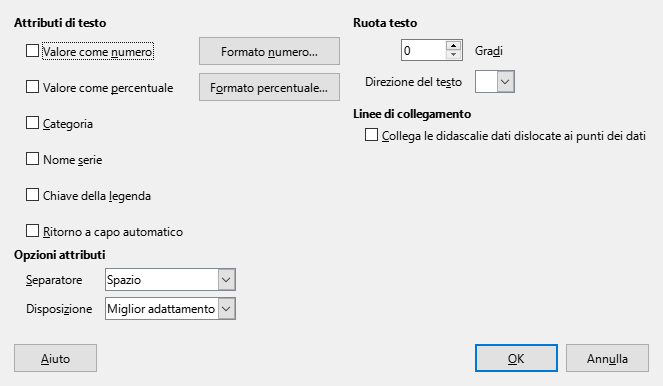 Attributi di testo
Valore come numero
Formato numero...
Valore come percentuale
Formato percentuale...
Categoria
Nome serie
Chiave della legenda
Ritorno a capo automatico
Opzioni attributi
Separatore
Spazio
Disposizione
Miglior adattamento
Ruota testo
0
Gradi
Direzione del testo
Linee di collegamento
Collega le didascalie dati dislocate ai punti dei dati
Aiuto
OK
Annulla